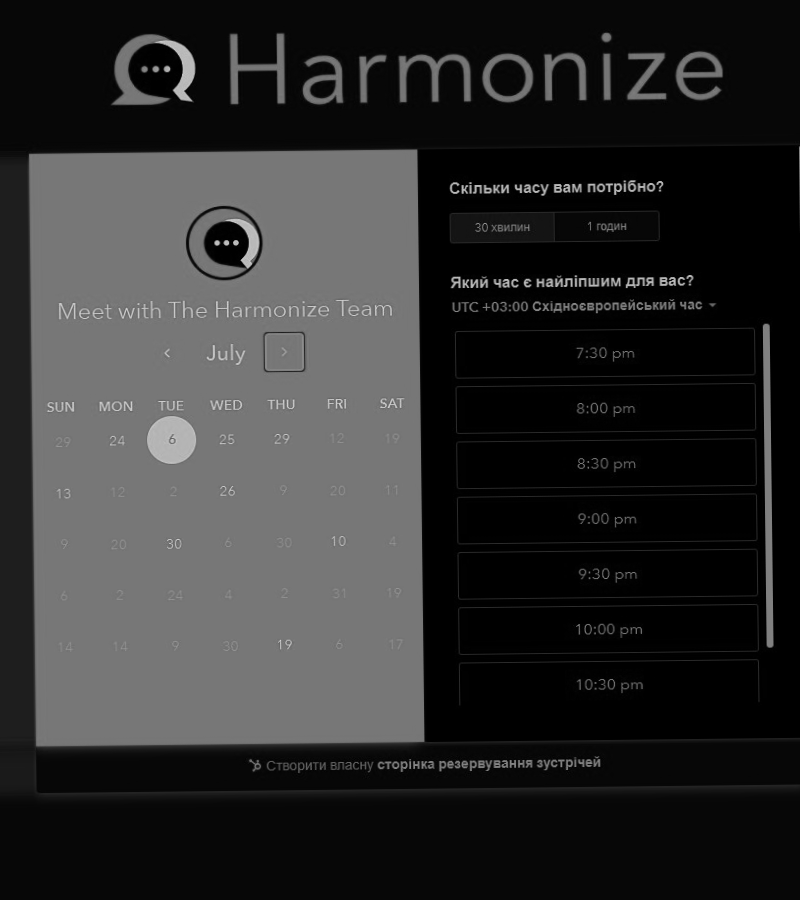 Harmonize
Meet with The Harmonize Team
July
SUN MON TUE WED THU FRI SAT
29 24 6 25 29 12 19
13 12 2 26 9 20 11
9 20 30 6 30 10 4
6 2 24 4 2 31 19
14 14 9 30 19 6 17
Скільки часу вам потрібно?
30 хвилин 1 годин
Який час є найліпшим для вас?
UTC +03:00 Східноєвропейський час
7:30 pm
8:00 pm
8:30 pm
9:00 pm
9:30 pm
10:00 pm
10:30 pm
Створити власну сторінка резервування зустрічей